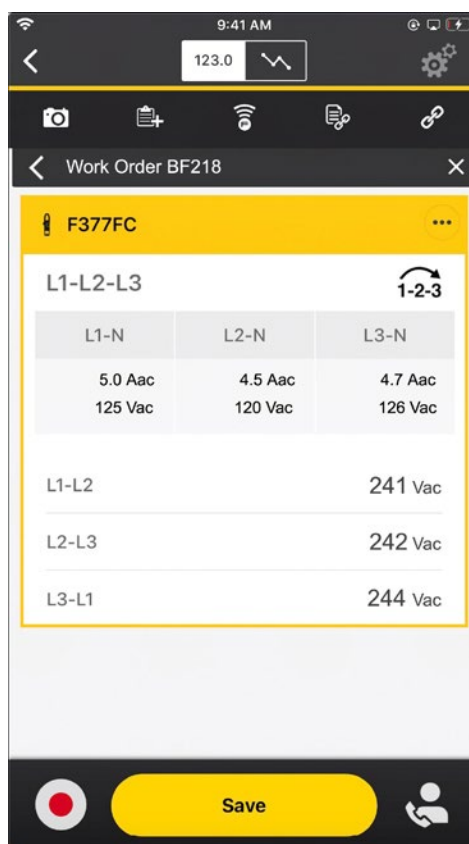 9:41 AM
123.0
Work Order BF218
F377FC
L1-L2-L3
1-2-3
L1-N L2-N L3-N
5.0 Aac 4.5 Aac 4.7 Aac
125 Vac 120 Vac 126 Vac
L1-L2 241 Vac
L2-L3 242 Vac
L3-L1 244 Vac
Save